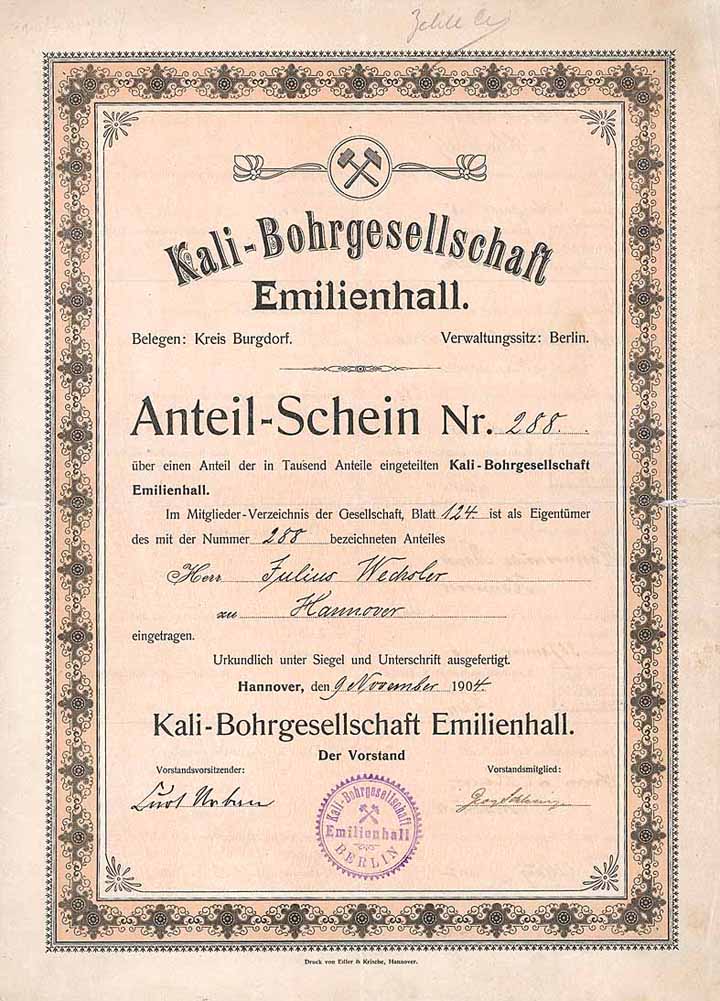 Kali-Bohrgesellschaft
Emilienhall.
Belegen: Kreis Burgdorf. Verwaltungssitz: Berlin.
Anteil-Schein Nr. 288.
über einen Anteil der in Tausend Anteile eingeteilten Kali-Bohrgesellschaft
Emilienhall.
Im Mitglieder-Verzeichnis der Gesellschaft, Blatt 124 ist als Eigentümer
des mit der Nummer 288 bezeichneten Anteiles
Herr Julius Wechsler
zu Hannover
eingetragen.
Urkundlich unter Siegel und Unterschrift ausgefertigt.
Hannover, den 9 November 1904.
Kali-Bohrgesellschaft Emilienhall.
Der Vorstand
Vorstandsvorsitzender: Vorstandsmitglied:
Curt Urban
Kali-Bohrgesellschaft
Emilienhall
BERLIN
Druck von Edler & Krische, Hannover.